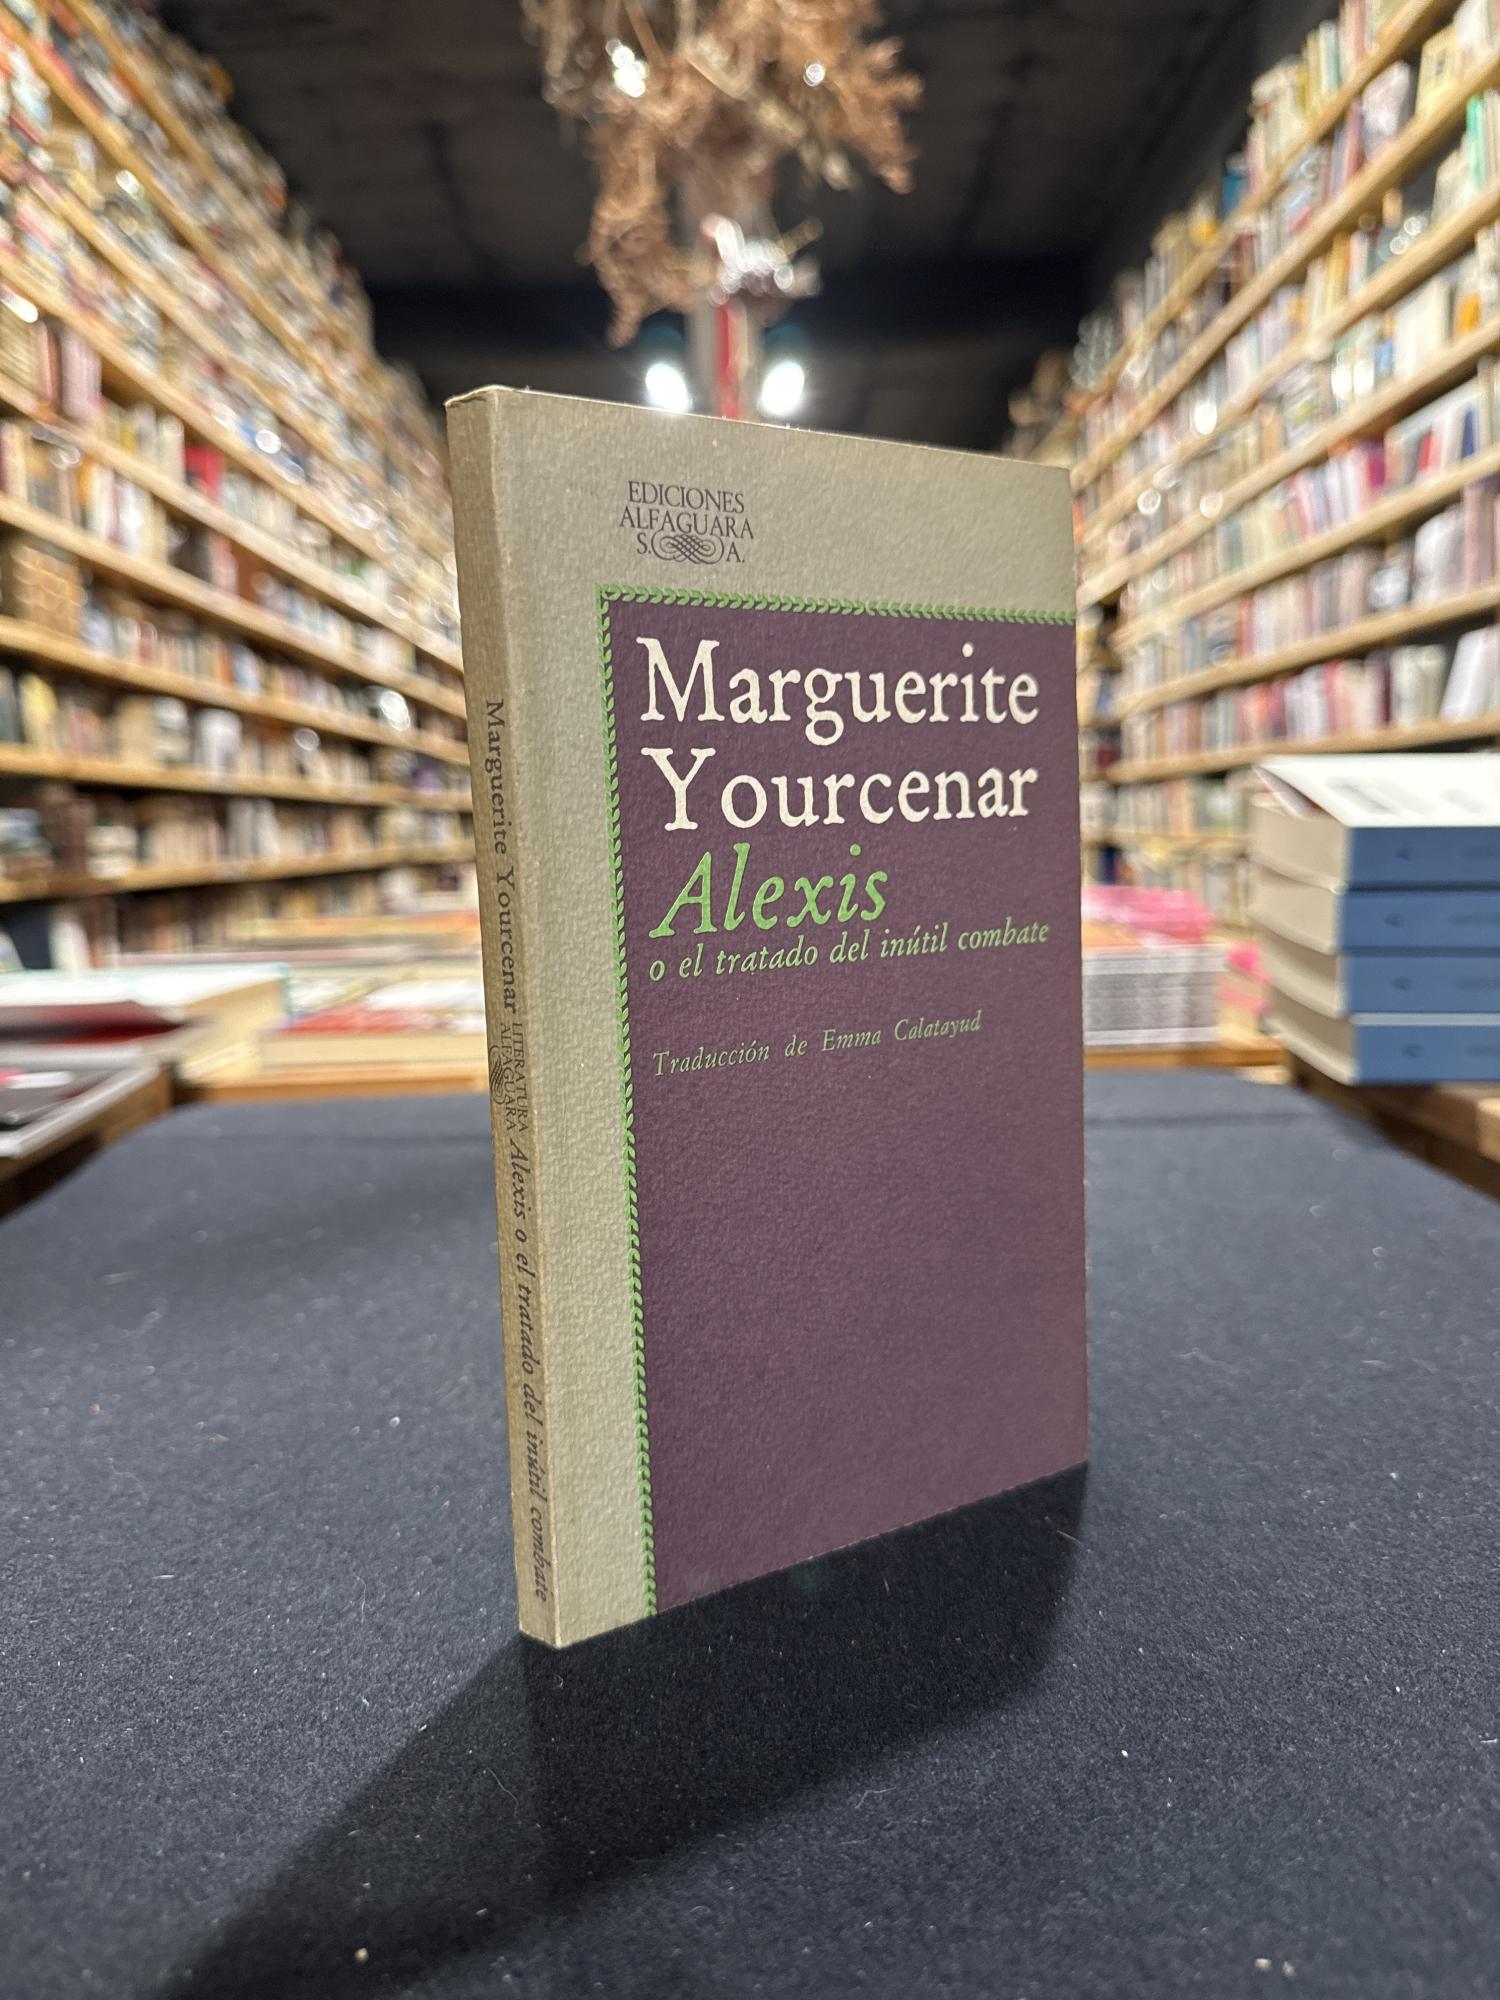 EDICIONES
ALFAGUARA
S. A.
Marguerite
Yourcenar
Alexis
o el tratado del inútil combate
Traducción de Emma Calatayud
Marguerite Yourcenar
LITERATURA
ALFAGUARA
Alexis o el tratado del inútil combate